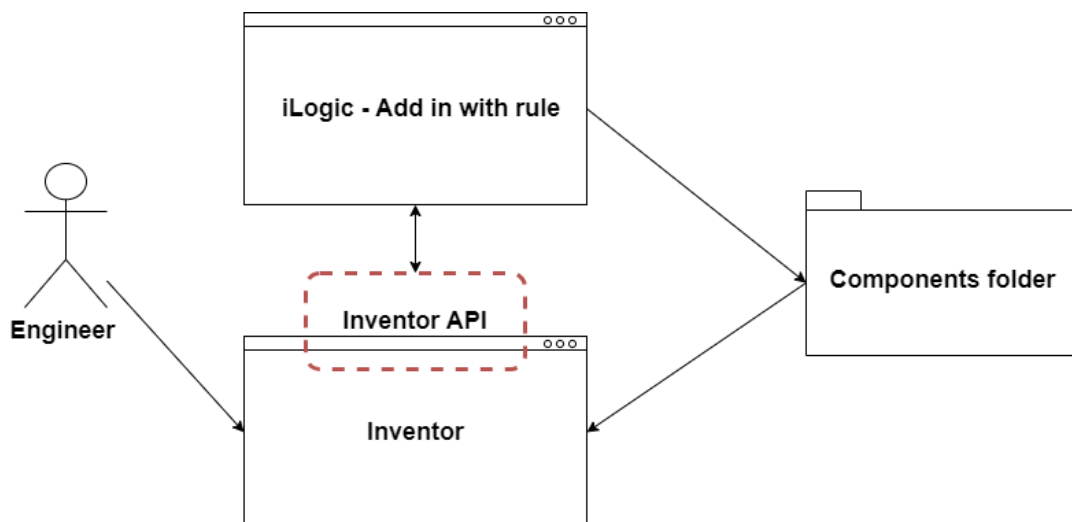 iLogic - Add in with rule
Components folder
Engineer
Inventor API
Inventor